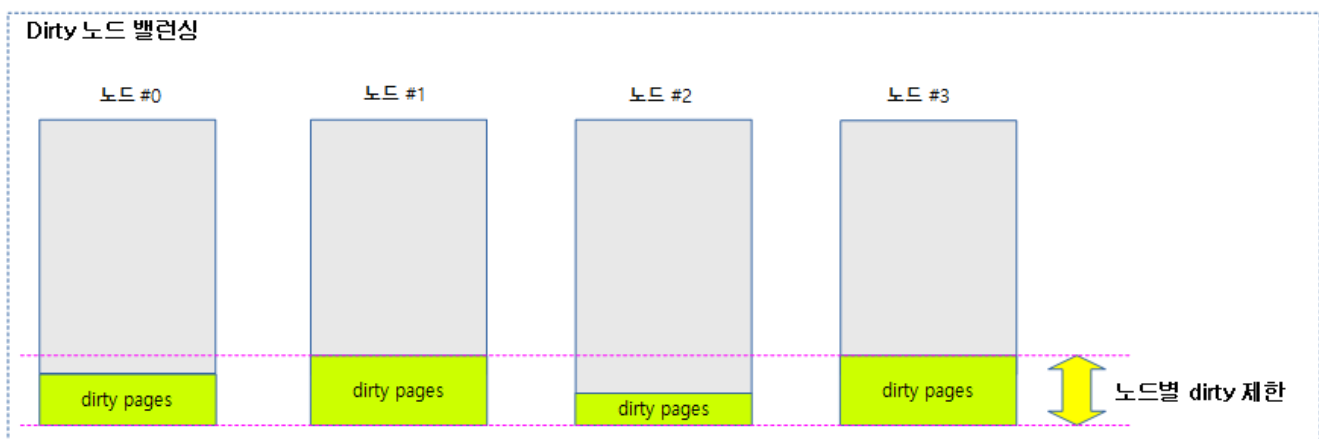 Dirty 노드 밸런싱
노드 #0
노드 #1
노드 #2
노드 #3
dirty pages
dirty pages
dirty pages
dirty pages
노드별 dirty 제한